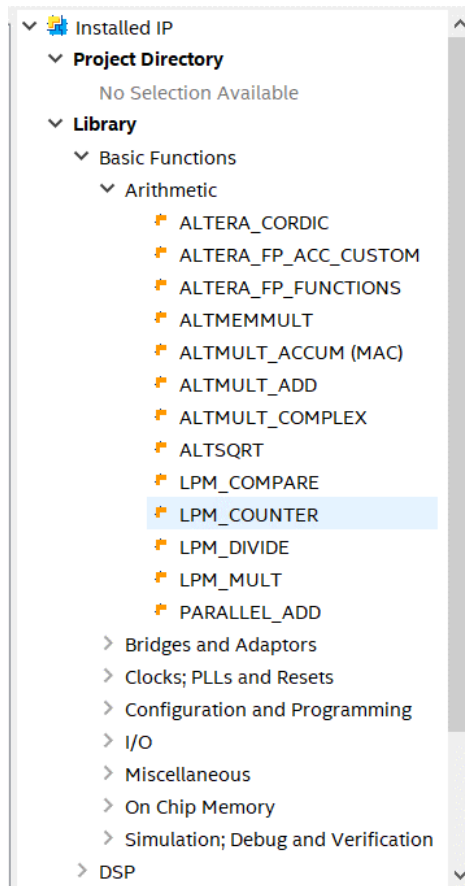 Installed IP
Project Directory
No Selection Available
Library
Basic Functions
Arithmetic
ALTERA_CORDIC
ALTERA_FP_ACC_CUSTOM
ALTERA_FP_FUNCTIONS
ALTMEMMULT
ALTMULT_ACCUM (MAC)
ALTMULT_ADD
ALTMULT_COMPLEX
ALTSQRT
LPM_COMPARE
LPM_COUNTER
LPM_DIVIDE
LPM_MULT
PARALLEL_ADD
Bridges and Adaptors
Clocks; PLLs and Resets
Configuration and Programming
I/O
Miscellaneous
On Chip Memory
Simulation; Debug and Verification
DSP